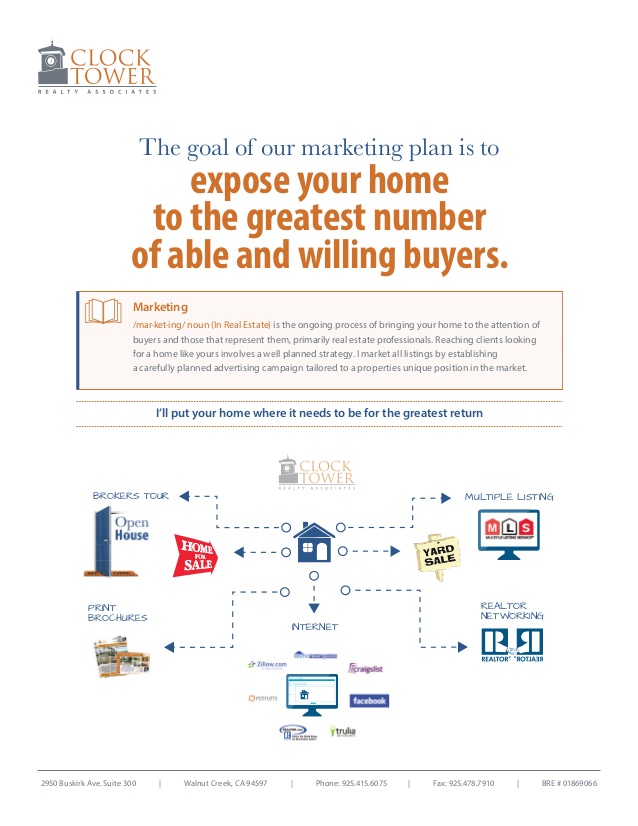 CLOCK
TOWER
REALTY ASSOCIATES
The goal of our marketing plan is to
expose your home
to the greatest number
of able and willing buyers.
Marketing
/mar·ket·ing/ noun (In Real Estate) is the ongoing process of bringing your home to the attention of
buyers and those that represent them, primarily real estate professionals. Reaching clients looking
for a home like yours involves a well planned strategy. I market all listings by establishing
a carefully planned advertising campaign tailored to a properties unique position in the market.
I'll put your home where it needs to be for the greatest return
CLOCK
TOWER
REALTY ASSOCIATES
BROKERS TOUR
MULTIPLE LISTING
Open
House
HOME
FOR
SALE
YARD
SALE
MLS
MULTIPLE LISTING SERVICE
PRINT
BROCHURES
INTERNET
REALTOR
NETWORKING
REALTOR REALTOR
Zillow.com
craigslist
POSTLETS
facebook
REALTOR.com
trulia
2950 Buskirk Ave. Suite 300 | Walnut Creek, CA 94597 | Phone: 925.415.6075 | Fax: 925.478.7910 | BRE # 01869066